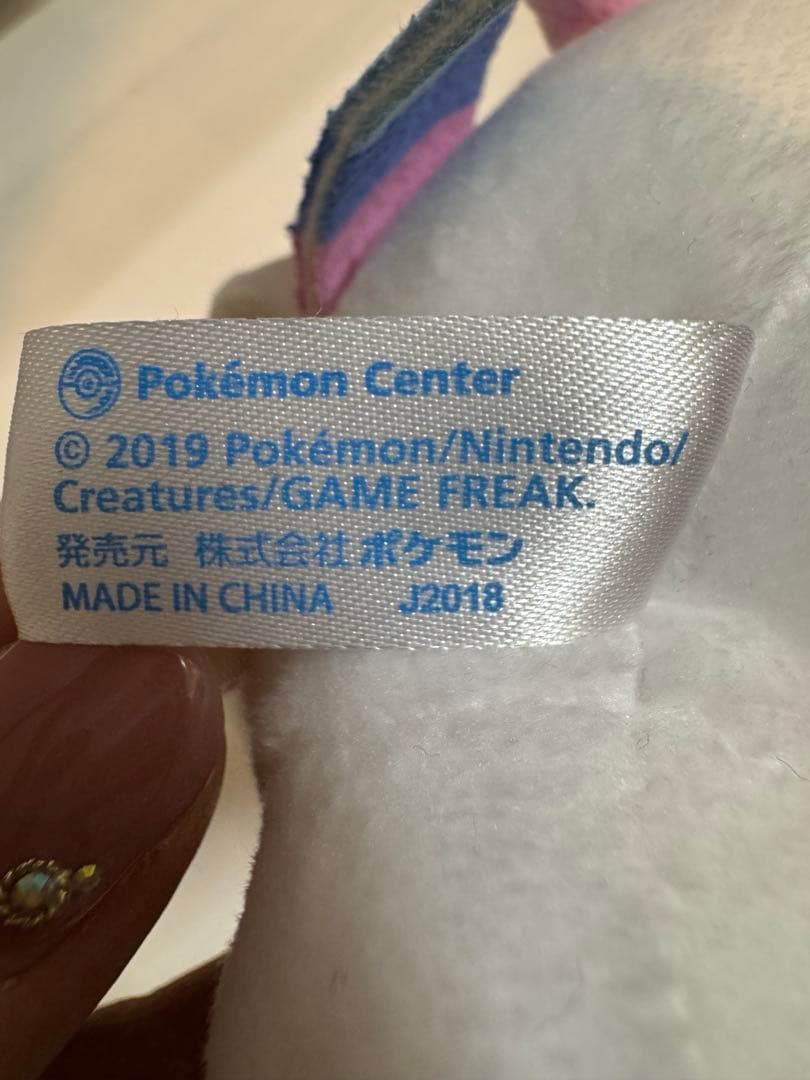 Pokémon Center
© 2019 Pokémon/Nintendo/
Creatures/GAME FREAK.
発売元 株式会社ポケモン
MADE IN CHINA J2018